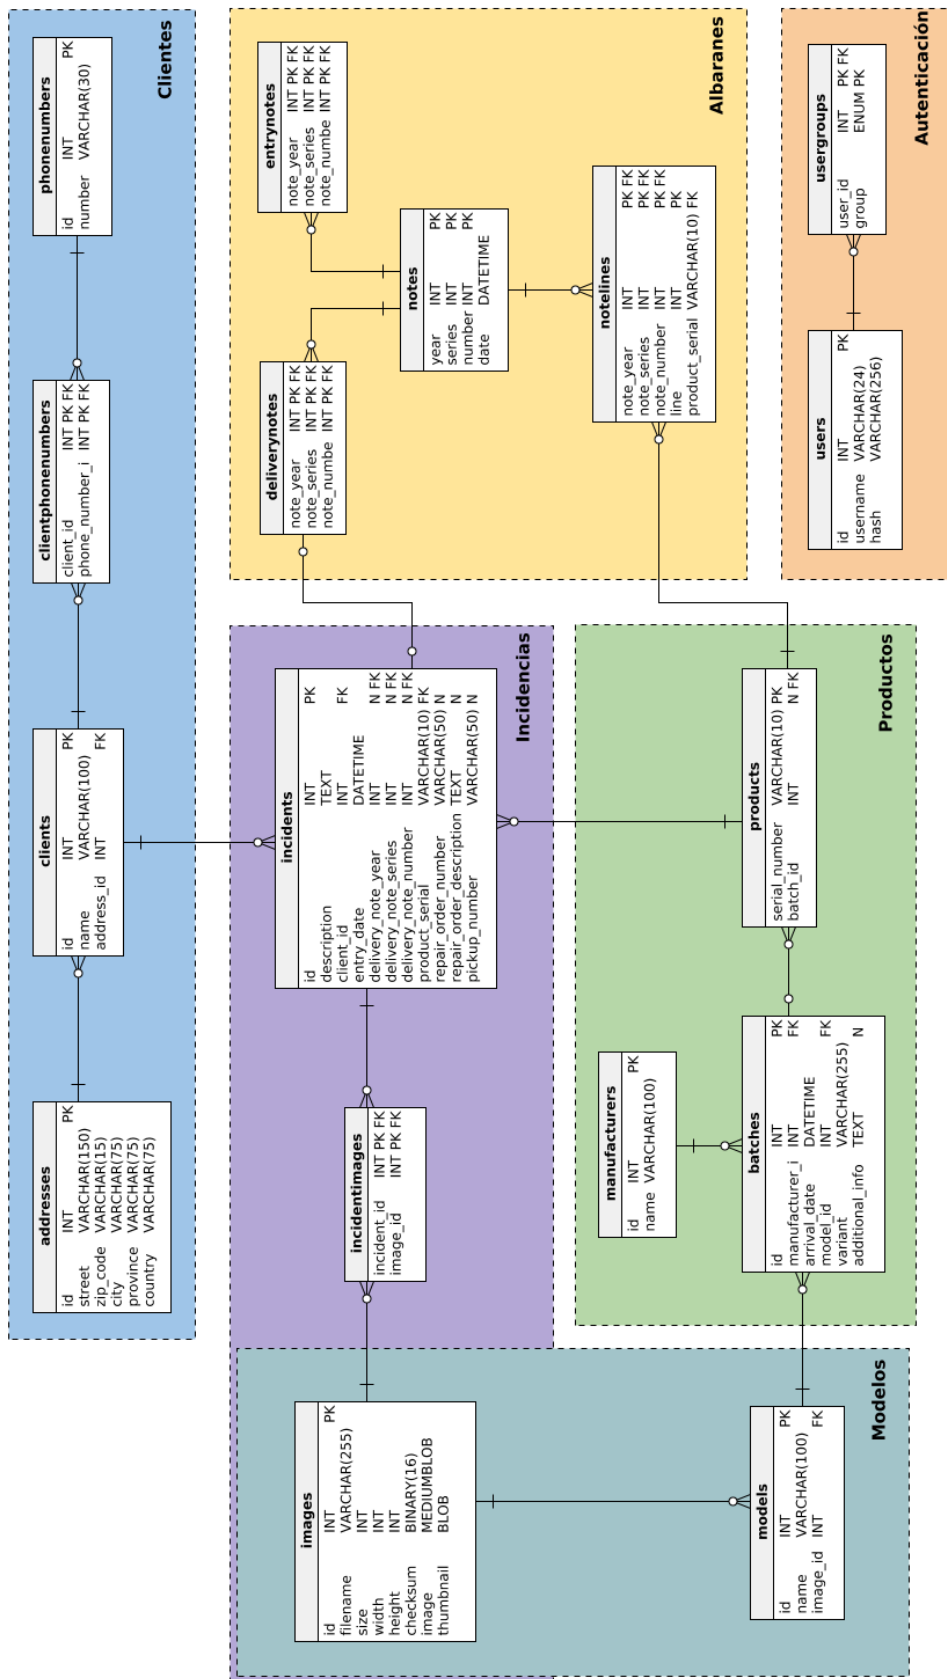 Clientes
addresses
id INT PK
street VARCHAR(150)
zip_code VARCHAR(15)
city VARCHAR(75)
province VARCHAR(75)
country VARCHAR(75)
clients
id INT PK
name VARCHAR(100)
address_id INT FK
clientphonenumbers
client_id INT PK FK
phone_number_i INT PK FK
phonenumbers
id INT PK
number VARCHAR(30)
Incidencias
images
id INT PK
filename VARCHAR(255)
size INT
width INT
height INT
checksum BINARY(16)
image MEDIUMBLOB
thumbnail BLOB
incidentimages
incident_id INT PK FK
image_id INT PK FK
incidents
id INT PK
description TEXT
client_id INT FK
entry_date DATETIME
delivery_note_year INT N FK
delivery_note_series INT N FK
delivery_note_number INT N FK
product_serial VARCHAR(10) FK
repair_order_number VARCHAR(50) N
repair_order_description TEXT N
pickup_number VARCHAR(50) N
Albaranes
deliverynotes
note_year INT PK FK
note_series INT PK FK
note_numbe INT PK FK
entrynotes
note_year INT PK FK
note_series INT PK FK
note_numbe INT PK FK
notes
year INT PK
series INT PK
number INT PK
date DATETIME
notelines
note_year INT PK FK
note_series INT PK FK
note_number INT PK FK
line INT PK
product_serial VARCHAR(10) FK
Modelos
models
id INT PK
name VARCHAR(100)
image_id INT FK
Productos
manufacturers
id INT PK
name VARCHAR(100)
batches
id INT PK
manufacturer_i INT FK
arrival_date DATETIME
model_id INT FK
variant VARCHAR(255)
additional_info TEXT N
products
serial_number VARCHAR(10) PK
batch_id INT N FK
Autenticación
users
id INT PK
username VARCHAR(24)
hash VARCHAR(256)
usergroups
user_id INT PK FK
group ENUM PK